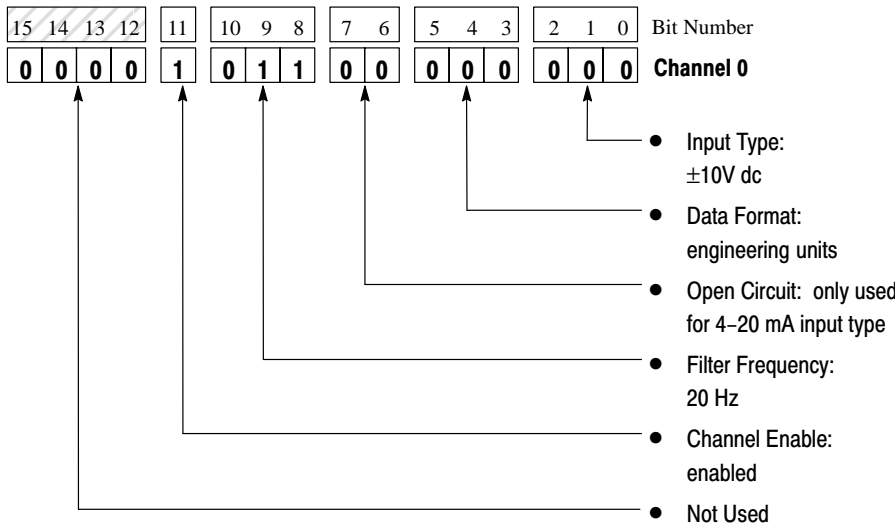 15 14 13 12 11 10 9 8 7 6 5 4 3 2 1 0 Bit Number
0 0 0 0 1 0 1 1 0 0 0 0 0 0 0 0 Channel 0
● Input Type:
±10V dc
● Data Format:
engineering units
● Open Circuit: only used
for 4–20 mA input type
● Filter Frequency:
20 Hz
● Channel Enable:
enabled
● Not Used